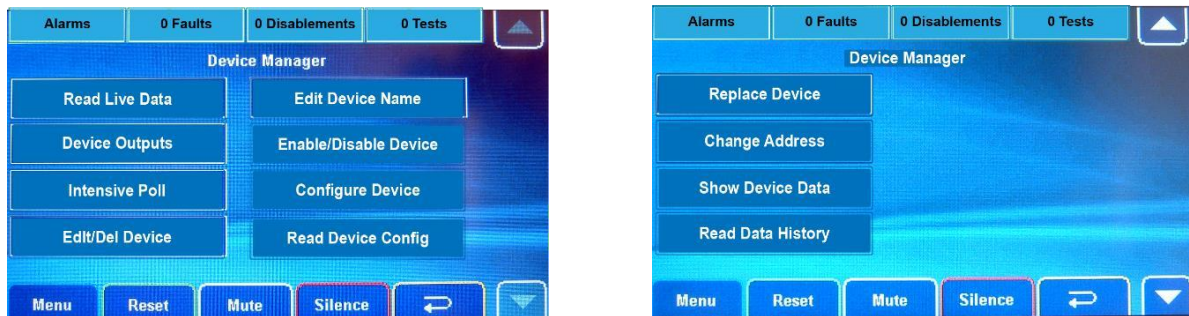 Alarms 0 Faults 0 Disablements 0 Tests
Device Manager
Read Live Data Edit Device Name
Device Outputs Enable/Disable Device
Intensive Poll Configure Device
EdIt/Del Device Read Device Config
Menu Reset Mute Silence
Alarms 0 Faults 0 Disablements 0 Tests
Device Manager
Replace Device
Change Address
Show Device Data
Read Data History
Menu Reset Mute Silence